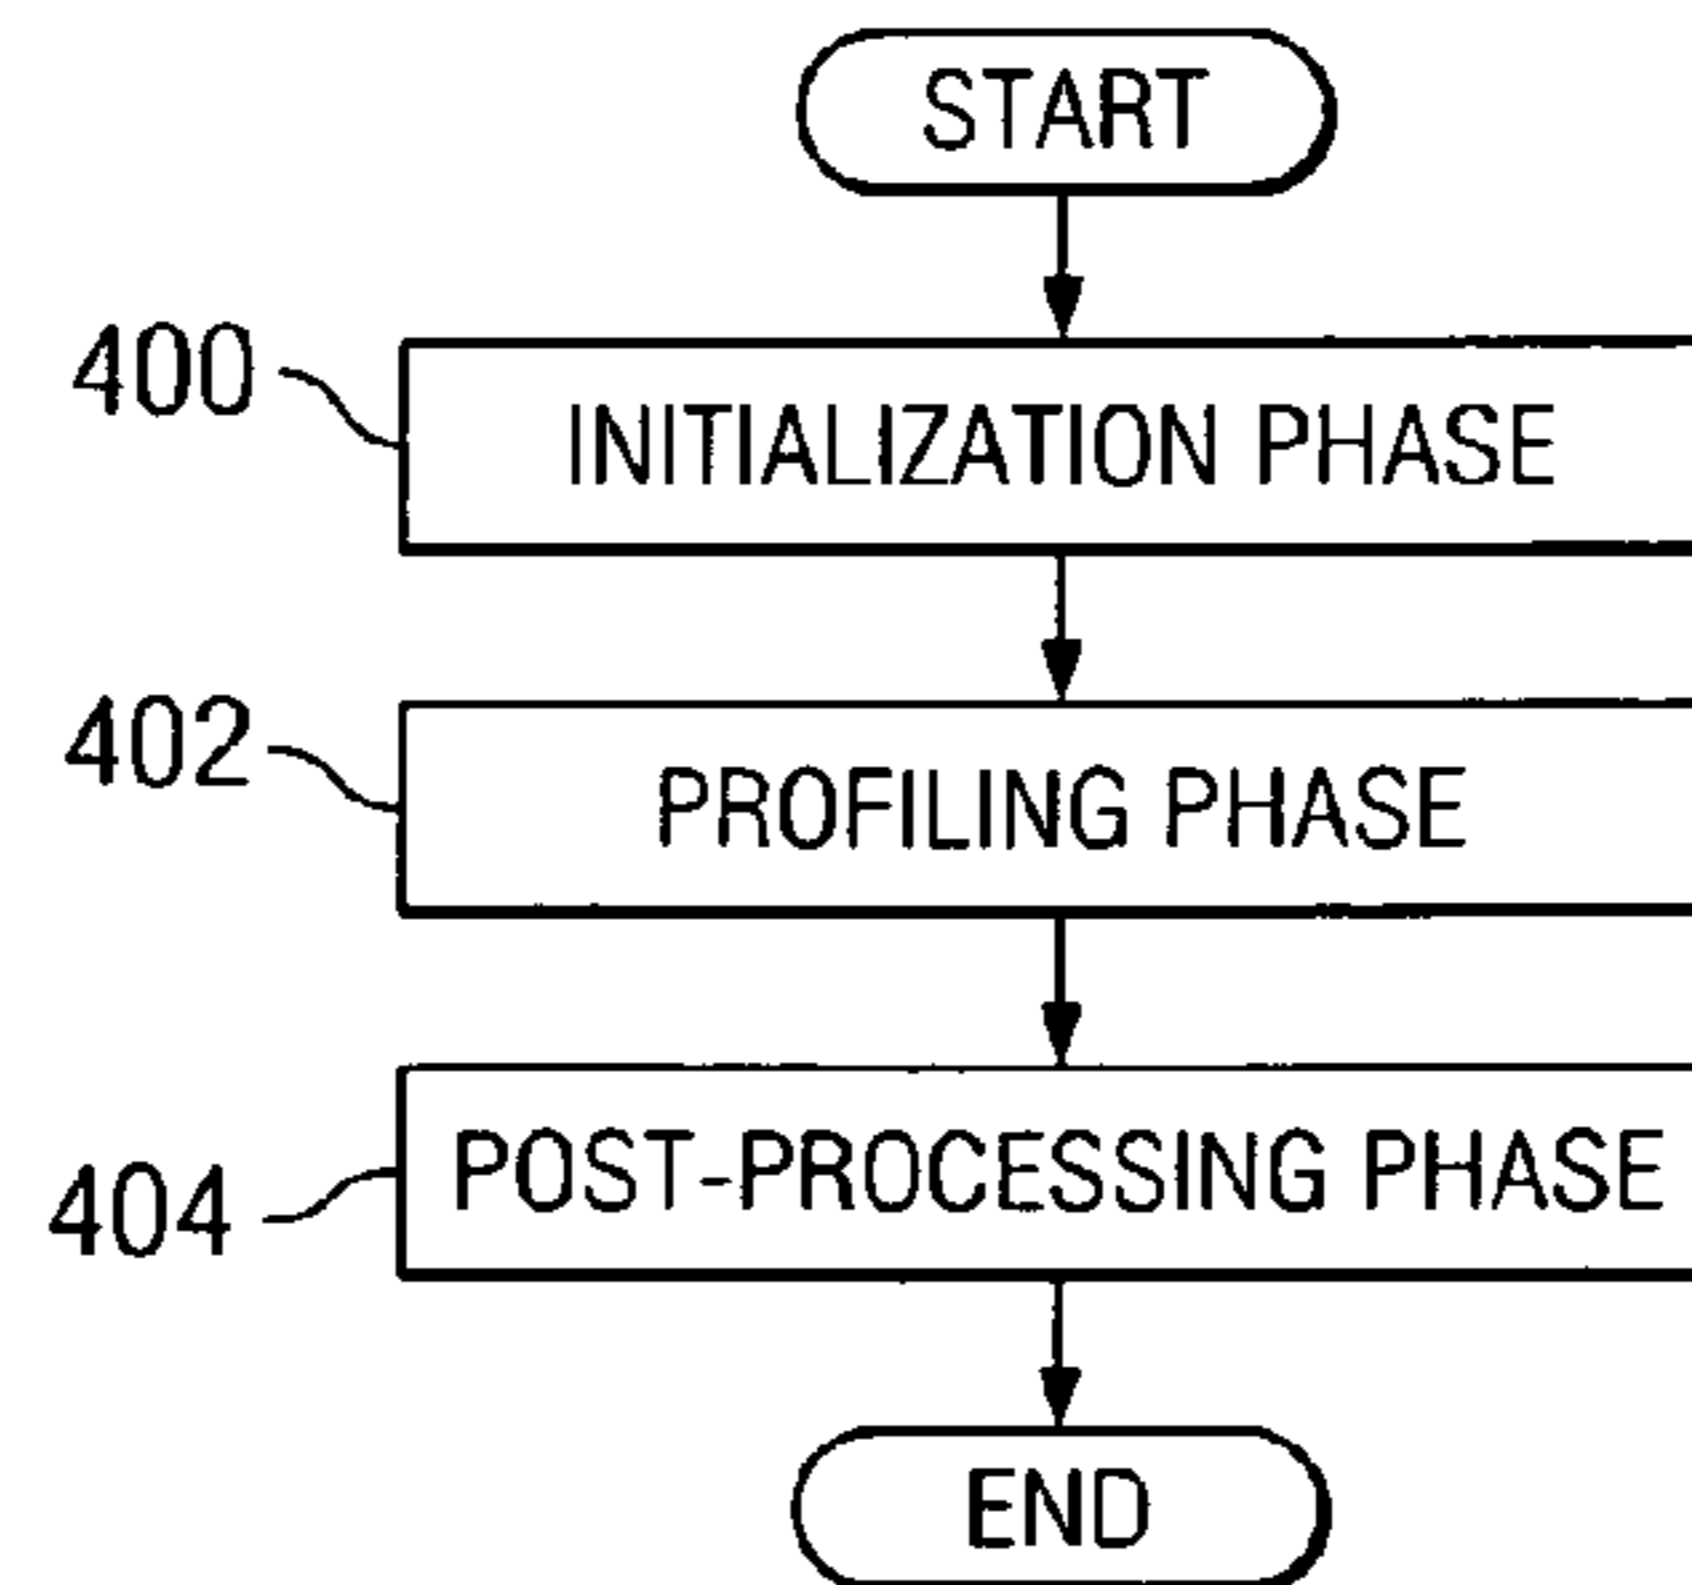 START
400
INITIALIZATION PHASE
402
PROFILING PHASE
404
POST-PROCESSING PHASE
END